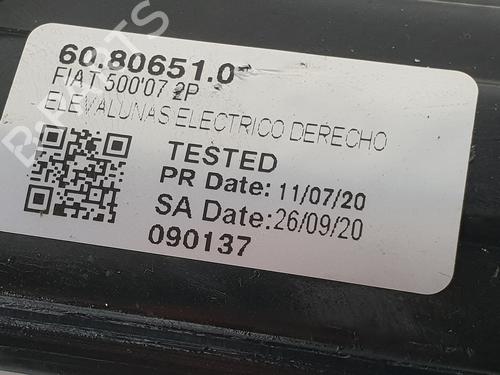 60.80651.0
FIAT 500'07 2P
ELEVALUNAS ELECTRICO DERECHO
TESTED
PR Date: 11/07/20
SA Date:26/09/20
090137
B-PARTS